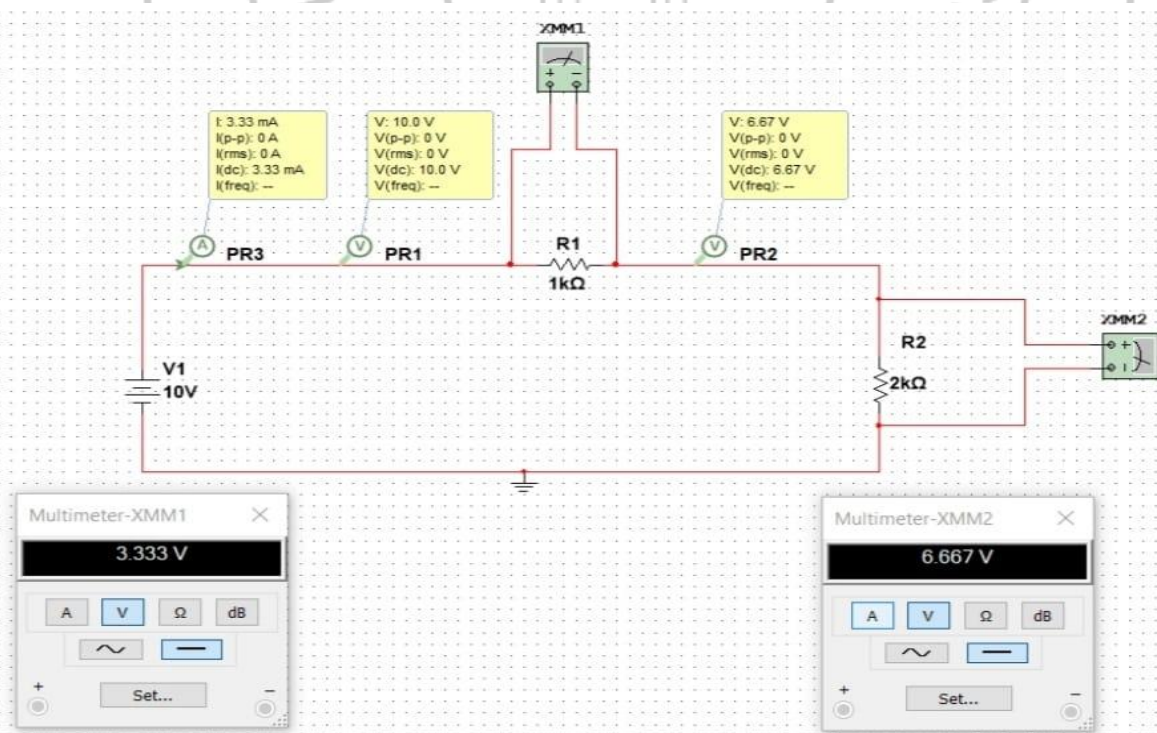 XMM1
I: 3.33 mA
I(p-p): 0 A
I(rms): 0 A
I(dc): 3.33 mA
I(freq): --
V: 10.0 V
V(p-p): 0 V
V(rms): 0 V
V(dc): 10.0 V
V(freq): --
V: 6.67 V
V(p-p): 0 V
V(rms): 0 V
V(dc): 6.67 V
V(freq): --
A
PR3
V
PR1
R1
1kΩ
V
PR2
XMM2
R2
2kΩ
V1
10V
Multimeter-XMM1
3.333 V
A V Ω dB
Set...
Multimeter-XMM2
6.667 V
A V Ω dB
Set...